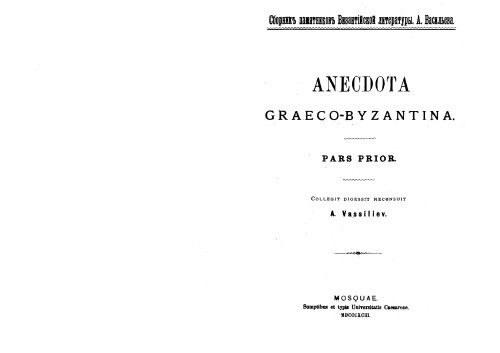 Сборникъ памятниковъ Византійской литературы. А. Васильева.
ANECDOTA
GRAECO-BYZANTINA.
PARS PRIOR.
COLLEGIT DIGESSIT RECENSUIT
A. Vassiliev.
MOSQUAE.
Sumptibus et typis Universitatis Caesareae.
MDCCCXCIII.